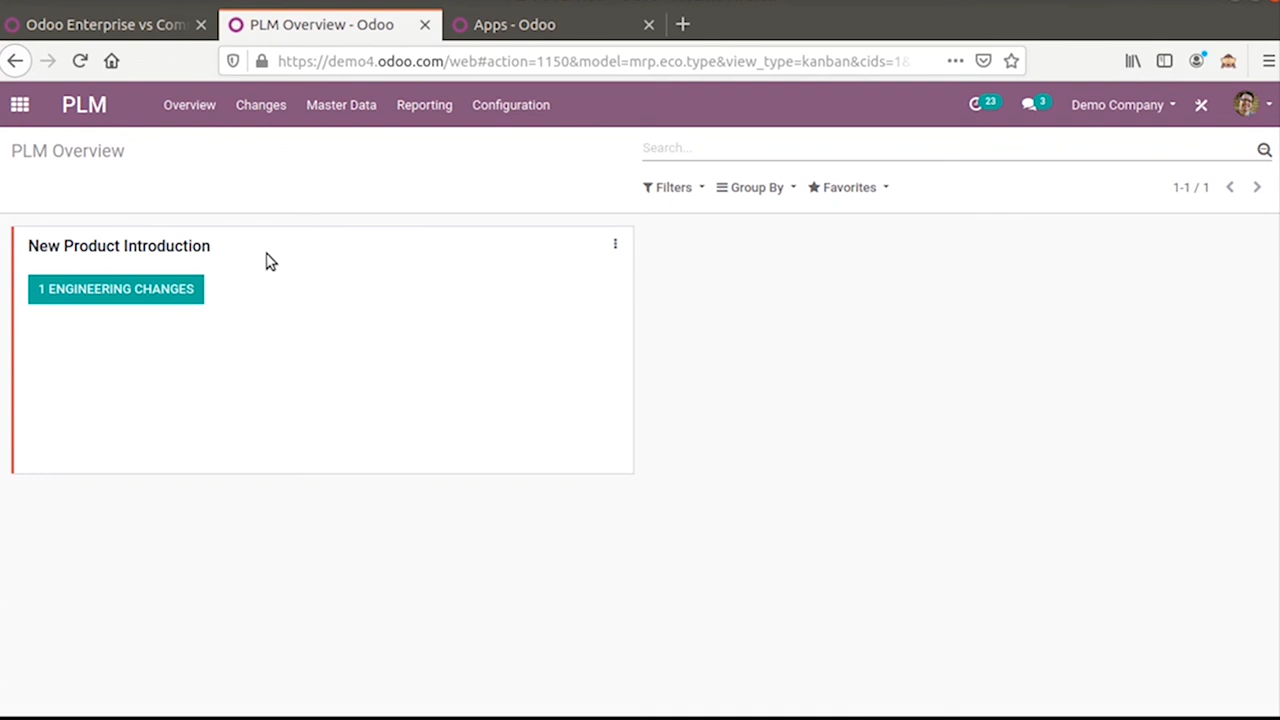 Odoo Enterprise vs Com
PLM Overview - Odoo
Apps - Odoo
https://demo4.odoo.com/web#action=1150&model=mrp.eco.type&view_type=kanban&cids=1&
PLM
Overview
Changes
Master Data
Reporting
Configuration
23
3
Demo Company
PLM Overview
Search...
Filters
Group By
Favorites
1-1 / 1
New Product Introduction
1 ENGINEERING CHANGES